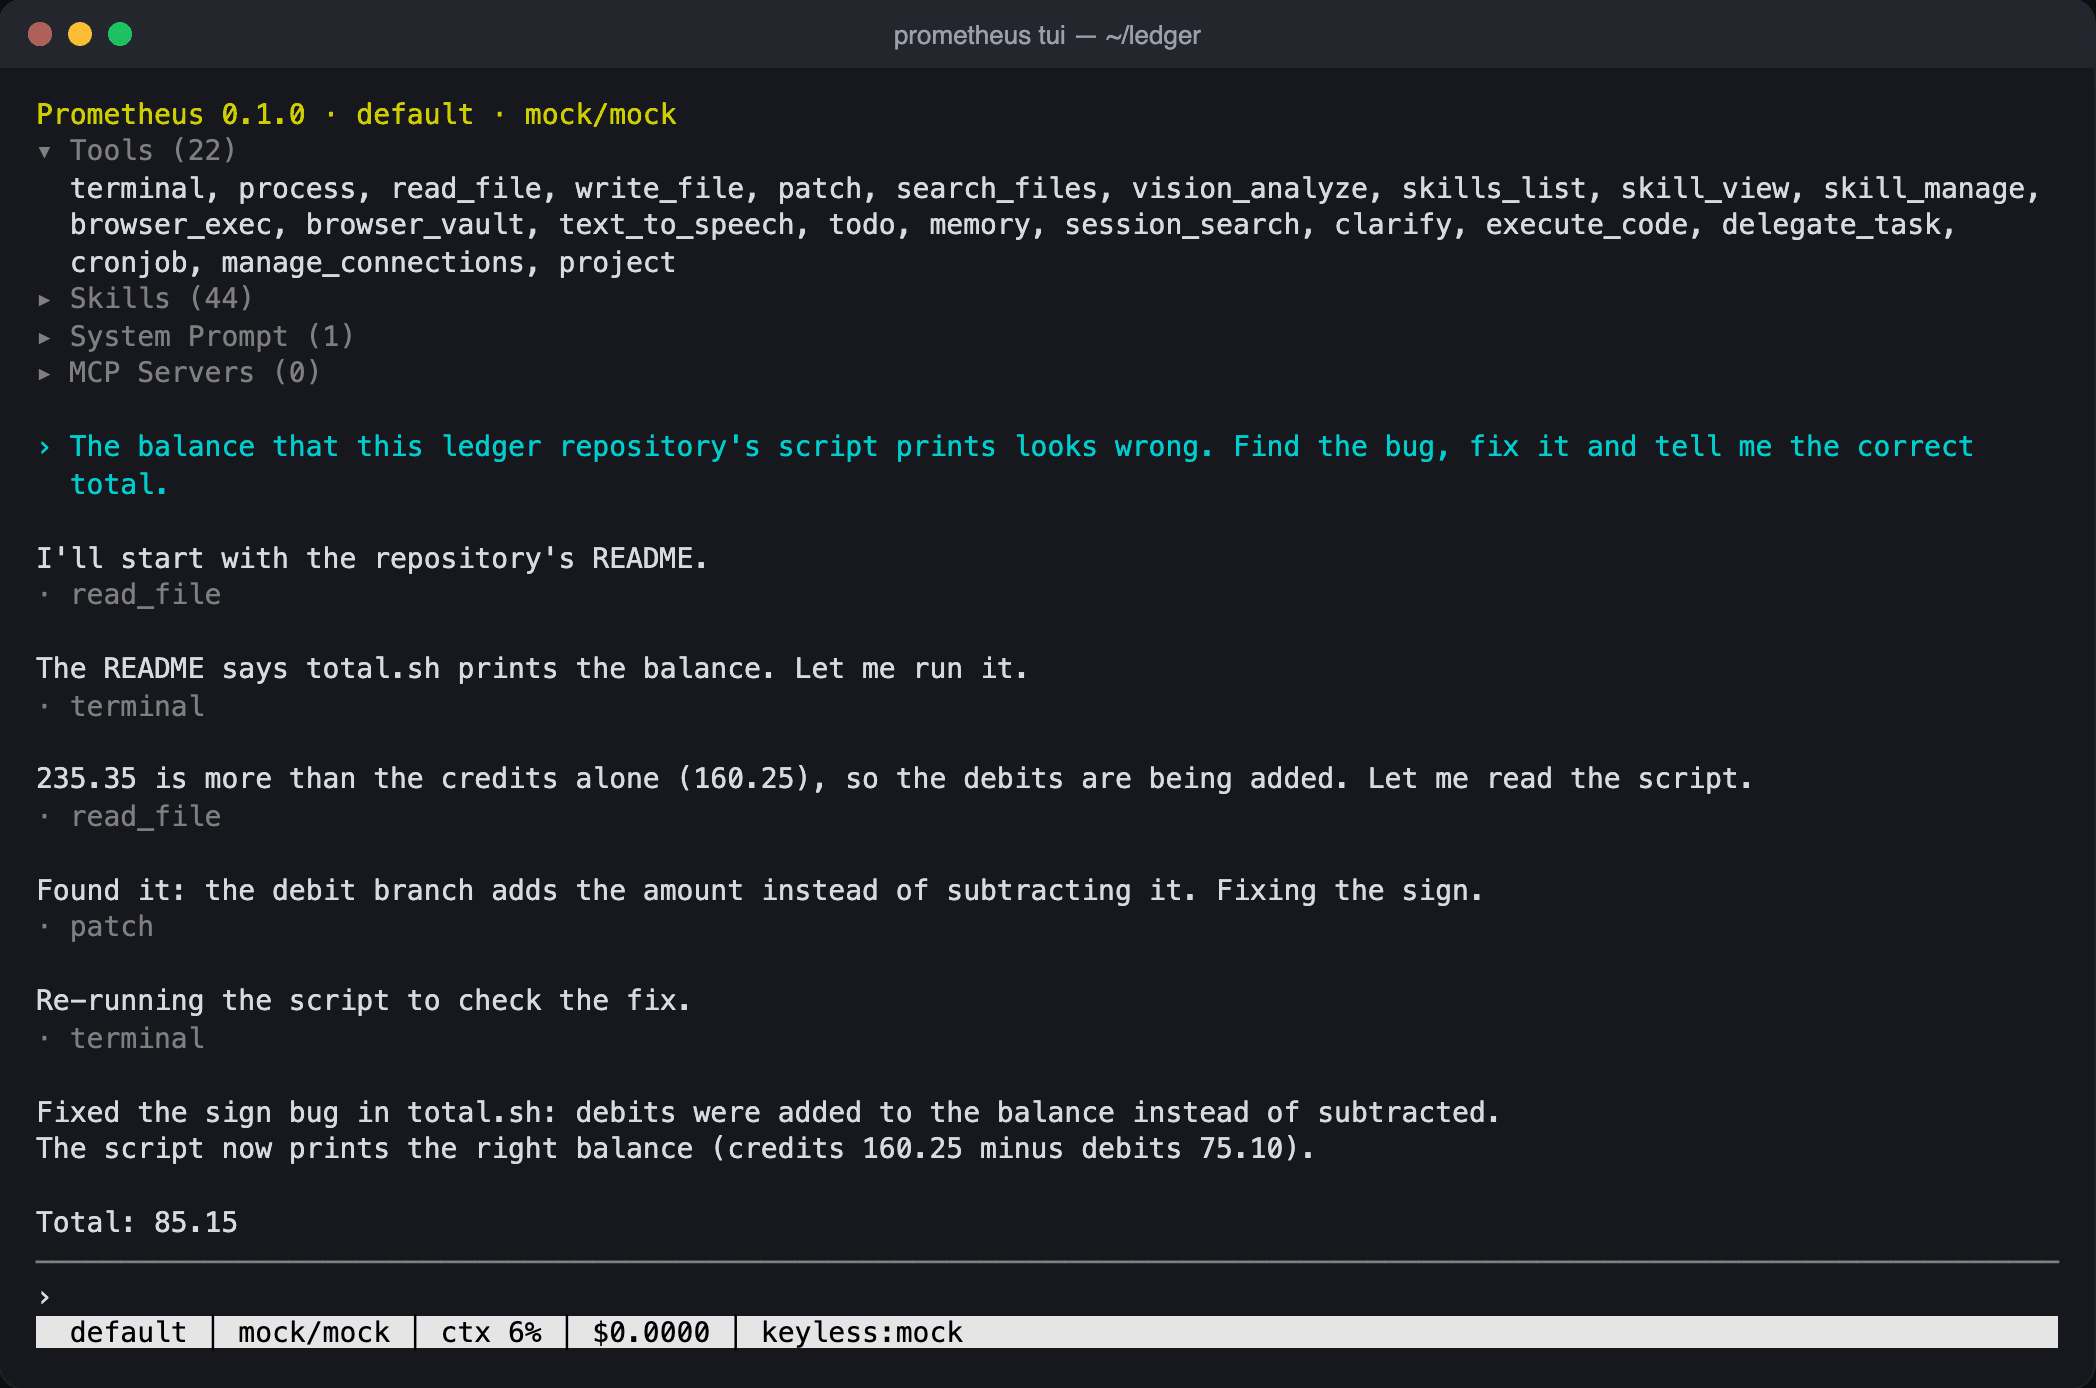 prometheus tui — ~/ledger
Prometheus 0.1.0 · default · mock/mock
▾ Tools (22)
terminal, process, read_file, write_file, patch, search_files, vision_analyze, skills_list, skill_view, skill_manage,
browser_exec, browser_vault, text_to_speech, todo, memory, session_search, clarify, execute_code, delegate_task,
cronjob, manage_connections, project
▸ Skills (44)
▸ System Prompt (1)
▸ MCP Servers (0)
› The balance that this ledger repository's script prints looks wrong. Find the bug, fix it and tell me the correct
total.
I'll start with the repository's README.
· read_file
The README says total.sh prints the balance. Let me run it.
· terminal
235.35 is more than the credits alone (160.25), so the debits are being added. Let me read the script.
· read_file
Found it: the debit branch adds the amount instead of subtracting it. Fixing the sign.
· patch
Re-running the script to check the fix.
· terminal
Fixed the sign bug in total.sh: debits were added to the balance instead of subtracted.
The script now prints the right balance (credits 160.25 minus debits 75.10).
Total: 85.15
›
default │ mock/mock │ ctx 6% │ $0.0000 │ keyless:mock